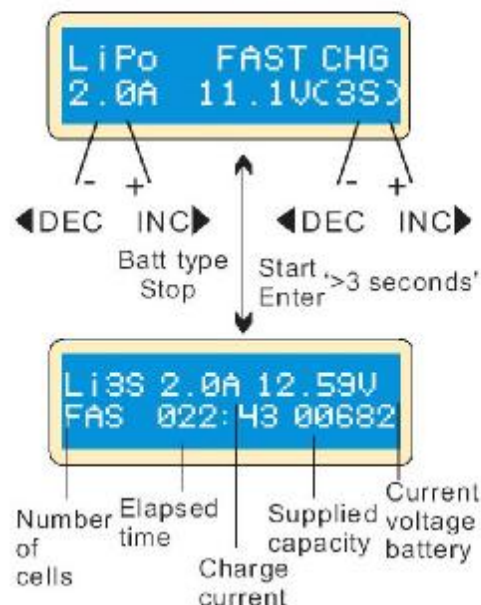 LiPo FAST CHG
2.0A 11.1V(3S)
- + - +
◀DEC INC▶ ◀DEC INC▶
Batt type
Stop
Start
Enter
'>3 seconds'
Li3S 2.0A 12.59V
FAS 022:43 00682
Number
of
cells
Elapsed
time
Charge
current
Supplied
capacity
Current
voltage
battery